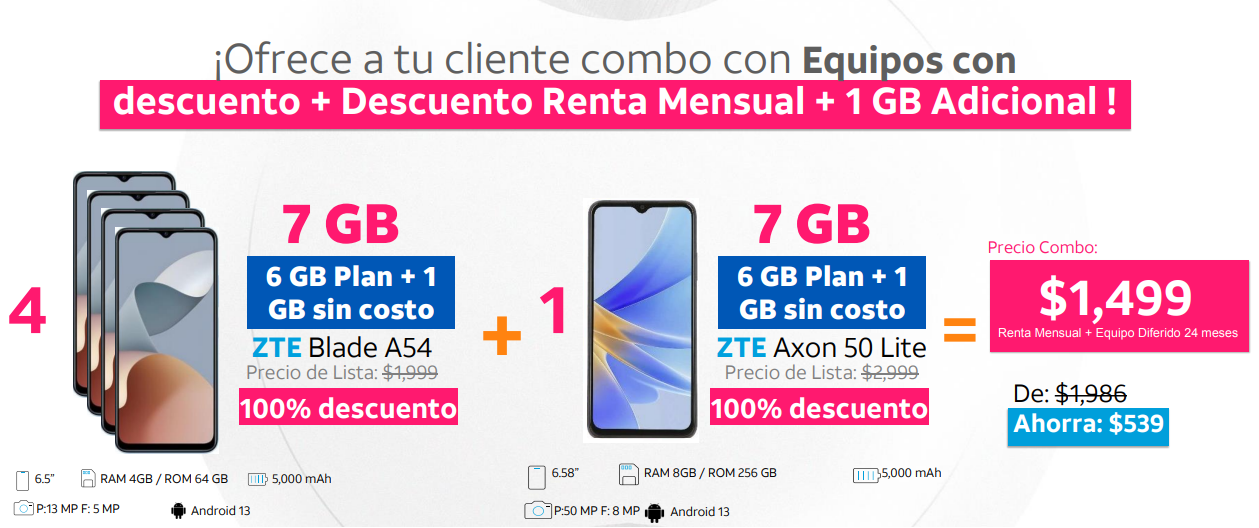 ¡Ofrece a tu cliente combo con Equipos con
descuento + Descuento Renta Mensual + 1 GB Adicional !
4
7 GB
6 GB Plan + 1
GB sin costo
ZTE Blade A54
Precio de Lista: $1,999
100% descuento
+
1
7 GB
6 GB Plan + 1
GB sin costo
ZTE Axon 50 Lite
Precio de Lista: $2,999
100% descuento
=
Precio Combo:
$1,499
Renta Mensual + Equipo Diferido 24 meses
De: $1,986
Ahorra: $539
6.5”
RAM 4GB / ROM 64 GB
5,000 mAh
P:13 MP F: 5 MP
Android 13
6.58”
RAM 8GB / ROM 256 GB
5,000 mAh
P:50 MP F: 8 MP
Android 13